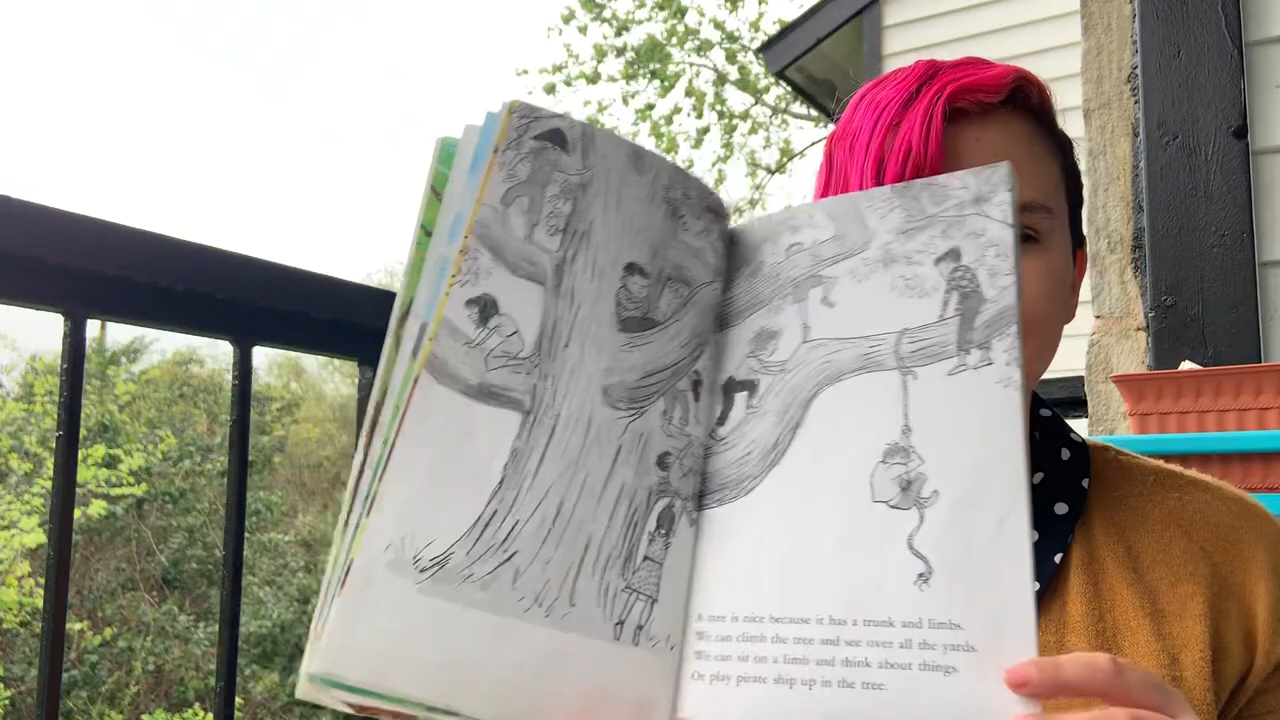 A tree is nice because it has a trunk and limbs.
We can climb the tree and see over all the yards.
We can sit on a limb and think about things.
Or play pirate ship up in the tree.